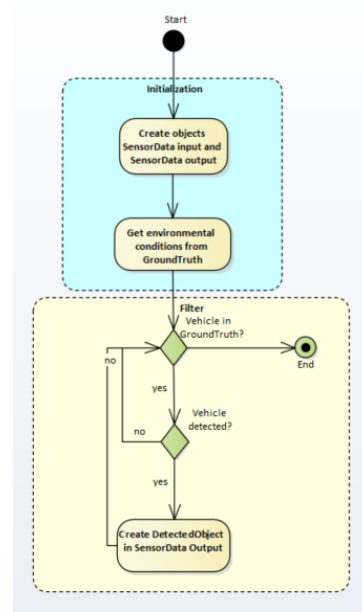 Start
Initialization
Create objects
SensorData input and
SensorData output
Get environmental
conditions from
GroundTruth
Filter
Vehicle in
GroundTruth?
no
End
yes
Vehicle
detected?
no
yes
Create DetectedObject
in SensorData Output